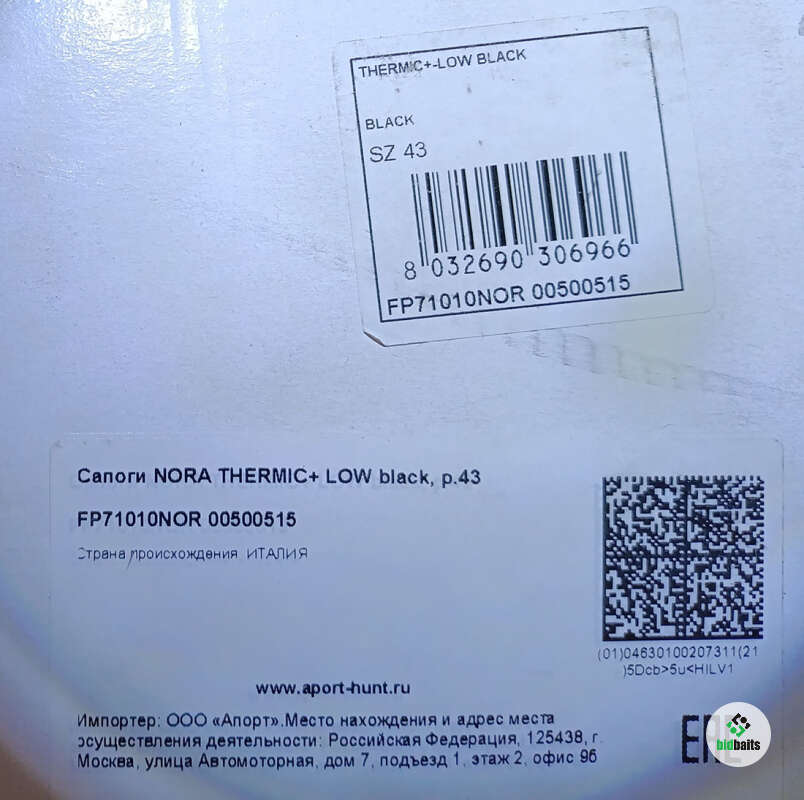 THERMIC+-LOW BLACK
BLACK
SZ 43
8 032690 306966
FP71010NOR 00500515
Сапоги NORA THERMIC+ LOW black, р.43
FP71010NOR 00500515
Страна происхождения ИТАЛИЯ
(01)04630100207311(21
)5Dcb>5u<HILV1
www.aport-hunt.ru
Импортер: ООО «Апорт».Место нахождения и адрес места
осуществления деятельности: Российская Федерация, 125438, г.
Москва, улица Автомоторная, дом 7, подъезд 1, этаж 2, офис 9б
bidbaits